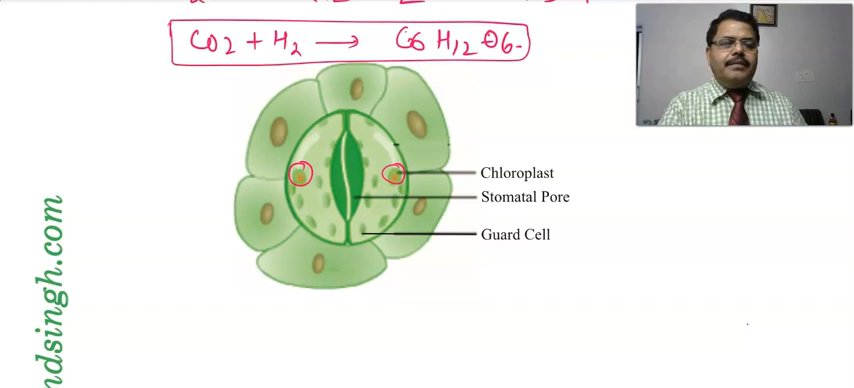 CO2 + H2 → C6 H12 O6.
Chloroplast
Stomatal Pore
Guard Cell
ndsingh.com